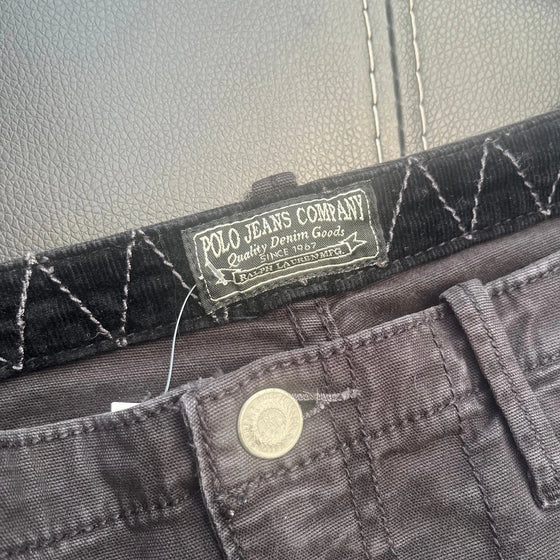 POLO JEANS COMPANY
Quality Denim Goods
SINCE 1967
RALPH LAUREN MFG.